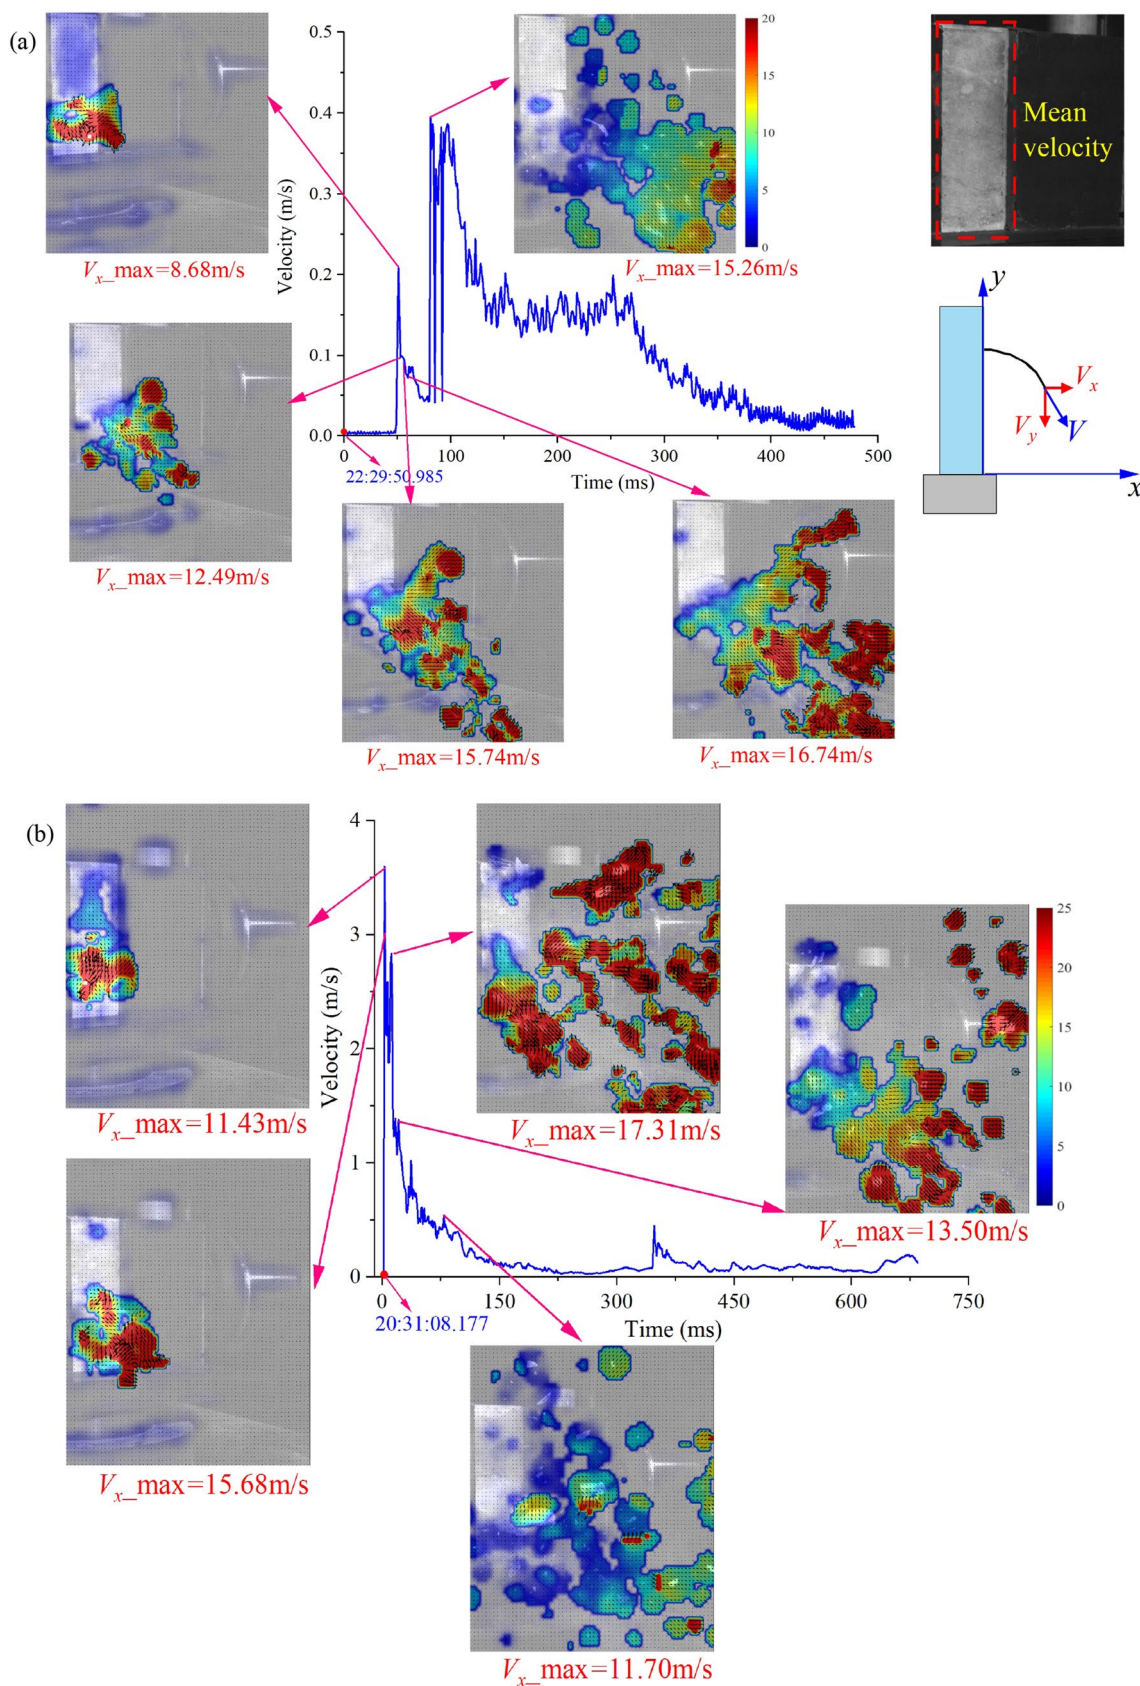 (a)
0.5
0.4
0.3
0.2
0.1
0.0
Velocity (m/s)
0
100
200
300
400
500
Time (ms)
22:29:50.985
20
15
10
5
0
Mean
velocity
y
V_x
V_y
V
x
V_x_max=8.68m/s
V_x_max=15.26m/s
V_x_max=12.49m/s
V_x_max=15.74m/s
V_x_max=16.74m/s
(b)
4
3
2
1
0
Velocity (m/s)
0
150
300
450
600
750
Time (ms)
20:31:08.177
25
20
15
10
5
0
V_x_max=11.43m/s
V_x_max=17.31m/s
V_x_max=13.50m/s
V_x_max=15.68m/s
V_x_max=11.70m/s